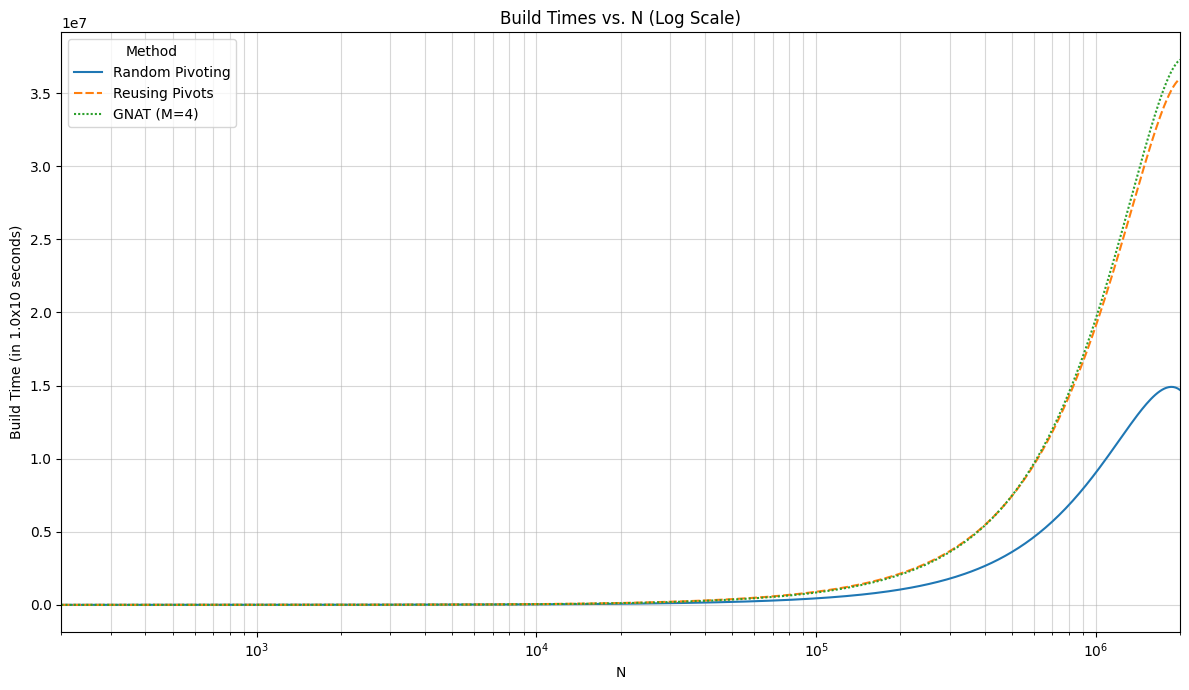 Build Times vs. N (Log Scale)
1e7
Method
Random Pivoting
Reusing Pivots
GNAT (M=4)
3.5
3.0
2.5
2.0
1.5
1.0
0.5
0.0
Build Time (in 1.0x10 seconds)
10³
10⁴
10⁵
10⁶
N